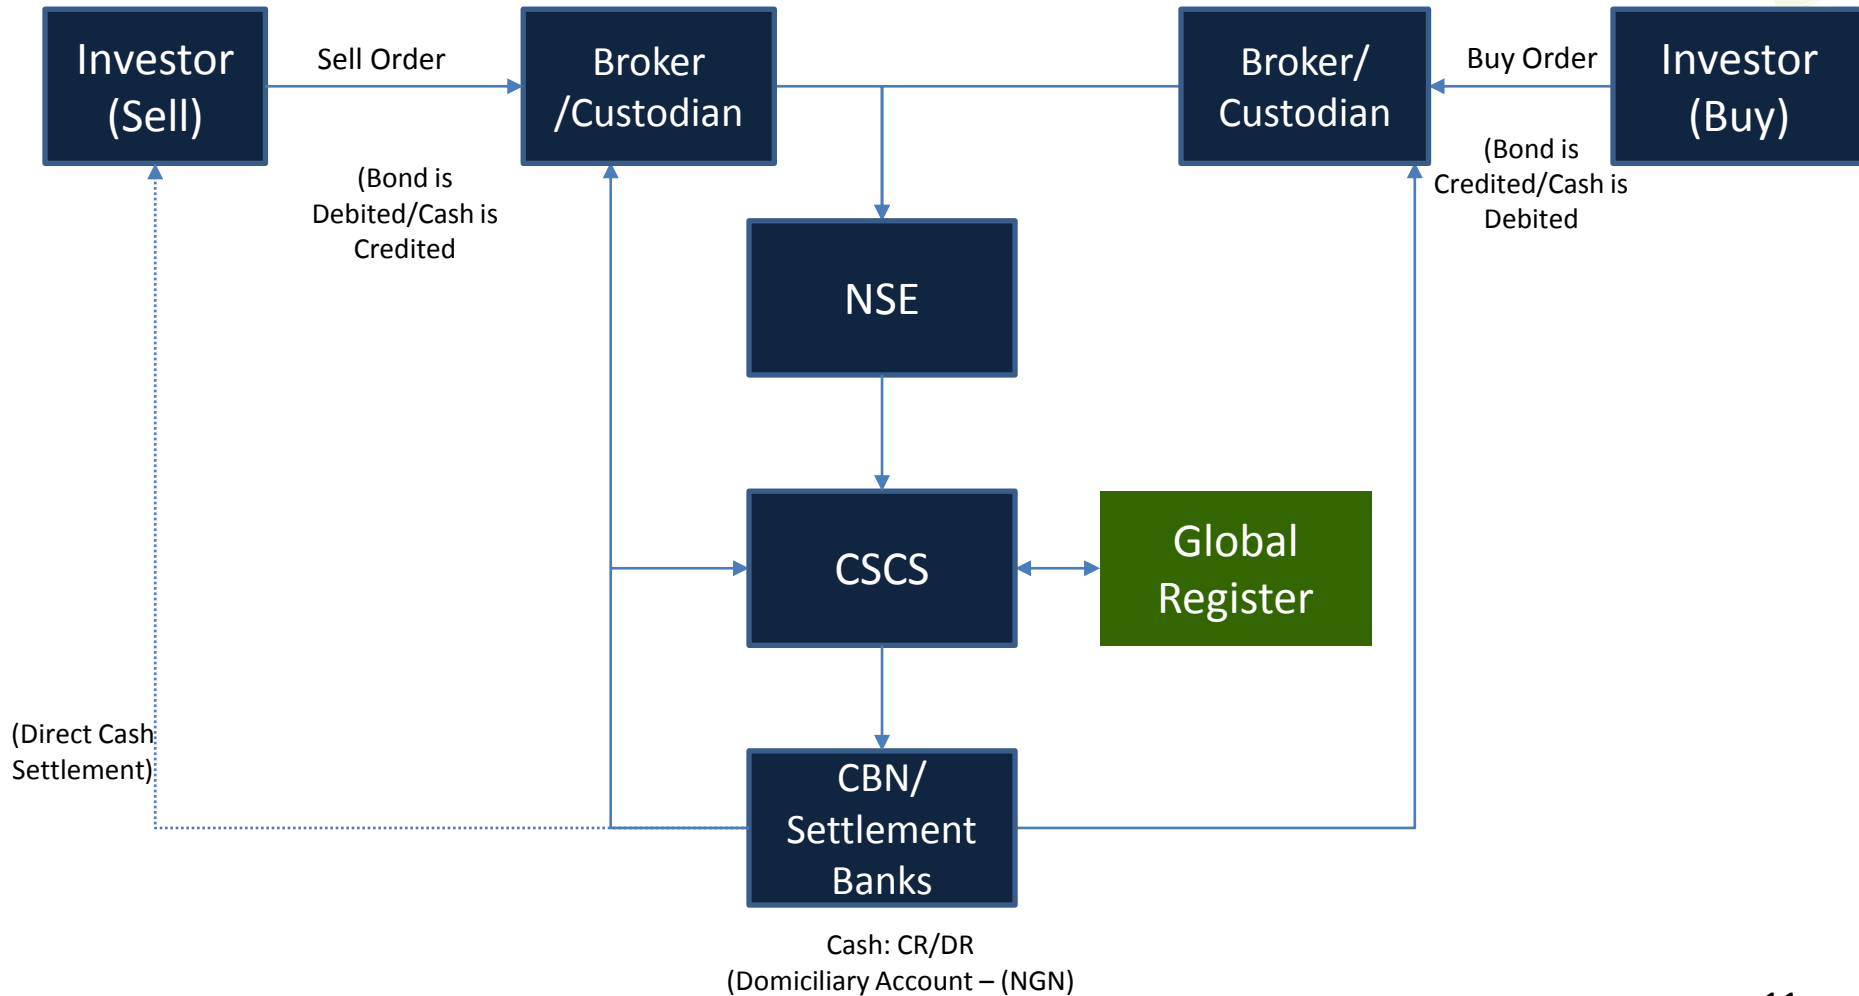 Investor
(Sell)
Sell Order
Broker
/Custodian
Broker/
Custodian
Buy Order
Investor
(Buy)
(Bond is
Debited/Cash is
Credited
(Bond is
Credited/Cash is
Debited
NSE
CSCS
Global
Register
(Direct Cash
Settlement)
CBN/
Settlement
Banks
Cash: CR/DR
(Domiciliary Account – (NGN)